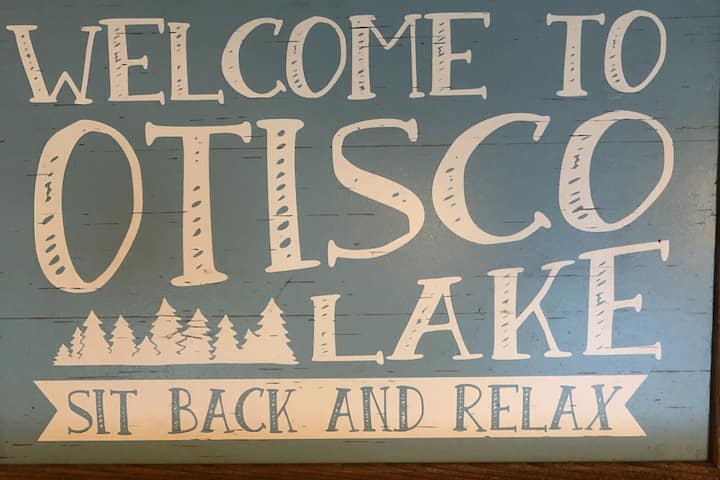 WELCOME TO
OTISCO
LAKE
SIT BACK AND RELAX